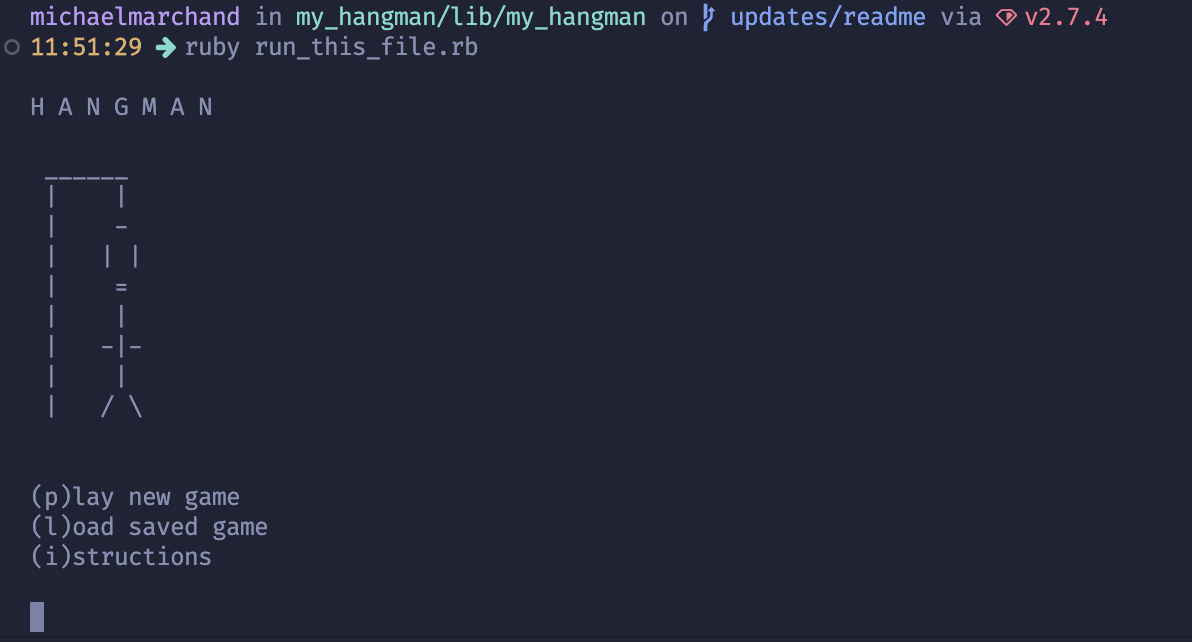 michaelmarchand in my_hangman/lib/my_hangman on updates/readme via v2.7.4
11:51:29 → ruby run_this_file.rb
H A N G M A N
 ______
 |    |
 |    -
 |   | |
 |    =
 |    |
 |   -|-
 |    |
 |   / \
(p)lay new game
(l)oad saved game
(i)structions